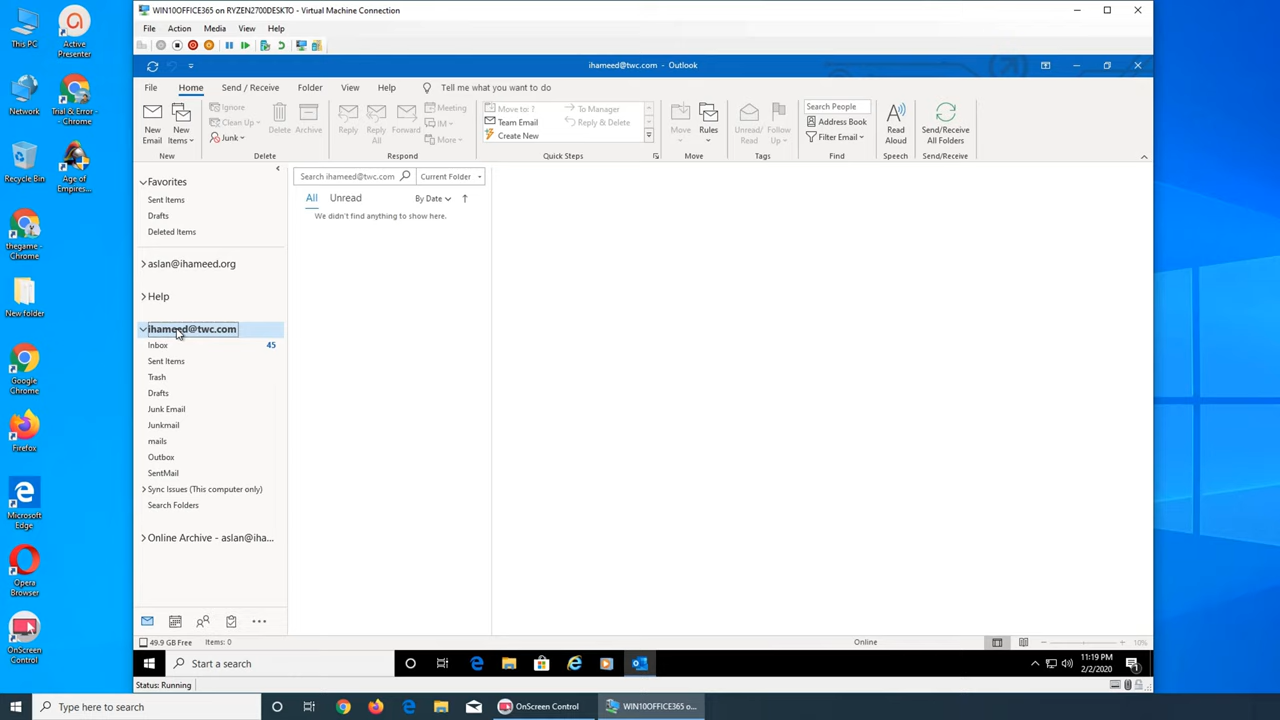 This PC
Active
Presenter
Network
Trial & Error -
- Chrome
Recycle Bin
Age of
Empires...
thegame -
Chrome
New folder
Google
Chrome
Firefox
Microsoft
Edge
Opera
Browser
OnScreen
Control
WIN10OFFICE365 on RYZEN2700DESKTO - Virtual Machine Connection
File Action Media View Help
ihameed@twc.com - Outlook
File Home Send / Receive Folder View Help Tell me what you want to do
New
Email
New
Items
New
Ignore
Clean Up
Junk
Delete
Archive
Delete
Reply
Reply
All
Forward
Meeting
IM
More
Respond
Move to: ?
Team Email
Create New
To Manager
Reply & Delete
Quick Steps
Move
Rules
Move
Unread/
Read
Follow
Up
Tags
Search People
Address Book
Filter Email
Find
Read
Aloud
Speech
Send/Receive
All Folders
Send/Receive
Favorites
Sent Items
Drafts
Deleted Items
aslan@ihameed.org
Help
ihameed@twc.com
Inbox 45
Sent Items
Trash
Drafts
Junk Email
Junkmail
mails
Outbox
SentMail
Sync Issues (This computer only)
Search Folders
Online Archive - aslan@iha...
Search ihameed@twc.com
Current Folder
All Unread By Date
We didn't find anything to show here.
49.9 GB Free Items: 0
Online
10%
Start a search
11:19 PM
2/2/2020
1
Status: Running
Type here to search
OnScreen Control
WIN10OFFICE365 o...